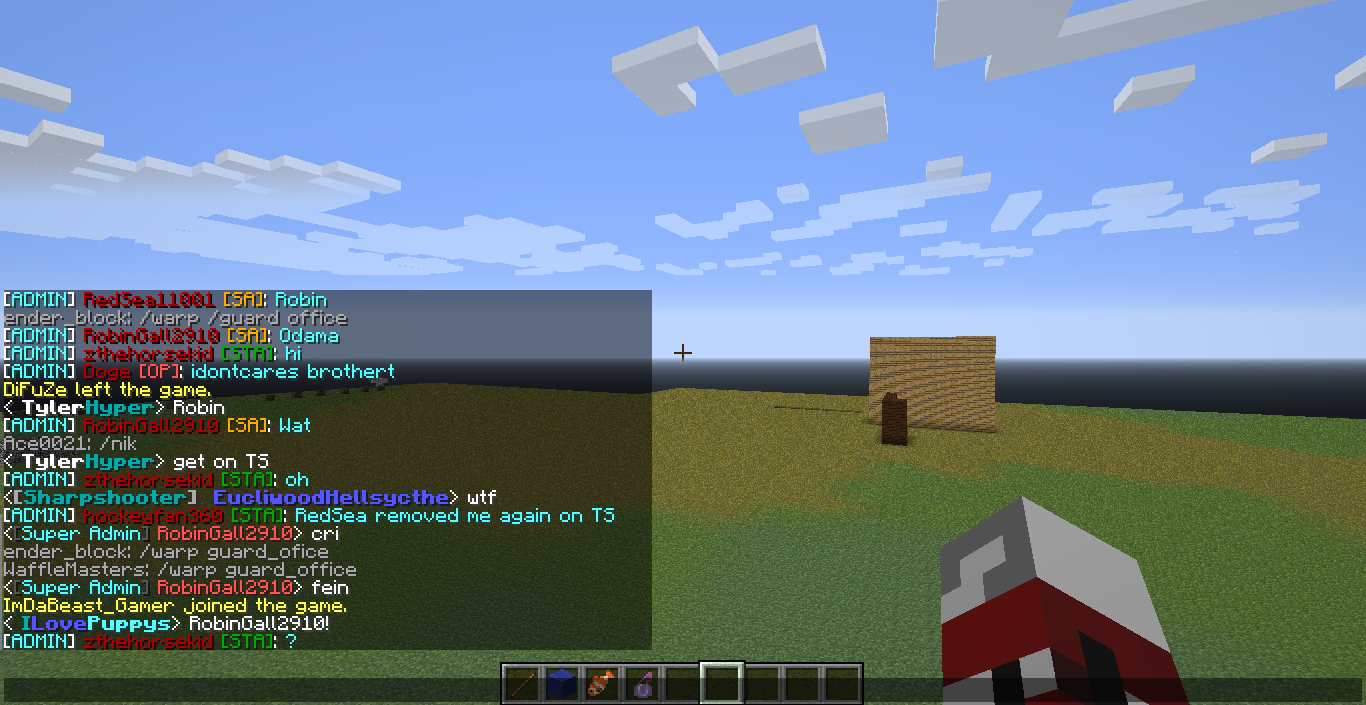 [ADMIN] RedSea11001 [SA]: Robin
ender_block: /warp /guard_office
[ADMIN] RobinGall2910 [SA]: Odama
[ADMIN] zthehorsekid [STA]: hi
[ADMIN] Doge [OP]: idontcares brothert
DiFuZe left the game.
< TylerHyper> Robin
[ADMIN] RobinGall2910 [SA]: Wat
Ace0021: /nik
< TylerHyper> get on TS
[ADMIN] zthehorsekid [STA]: oh
<[Sharpshooter] EucliwoodHellsycthe> wtf
[ADMIN] hockeyfan360 [STA]: RedSea removed me again on TS
<[Super Admin] RobinGall2910> cri
ender_block: /warp guard_ofice
WaffleMasters: /warp guard_office
<[Super Admin] RobinGall2910> fein
ImDaBeast_Gamer joined the game.
< ILovePuppys> RobinGall2910!
[ADMIN] zthehorsekid [STA]: ?